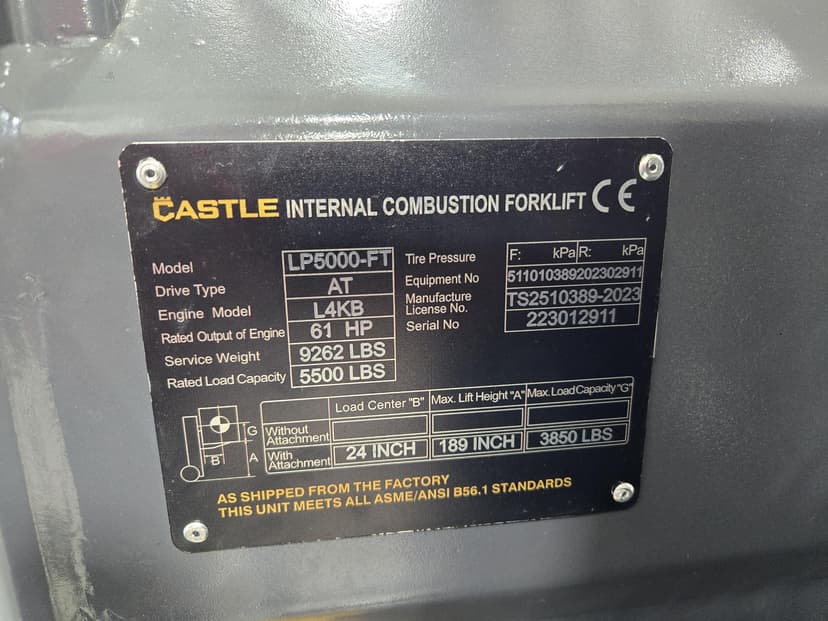 CASTLE INTERNAL COMBUSTION FORKLIFT CE
Model LP5000-FT
Drive Type AT
Engine Model L4KB
Rated Output of Engine 61 HP
Service Weight 9262 LBS
Rated Load Capacity 5500 LBS
Tire Pressure F: kPa R: kPa
Equipment No 511010389202302911
Manufacture License No. TS2510389-2023
Serial No 223012911
Load Center "B" Max. Lift Height "A" Max. Load Capacity "G"
Without Attachment
With Attachment 24 INCH 189 INCH 3850 LBS
G
B
A
AS SHIPPED FROM THE FACTORY
THIS UNIT MEETS ALL ASME/ANSI B56.1 STANDARDS